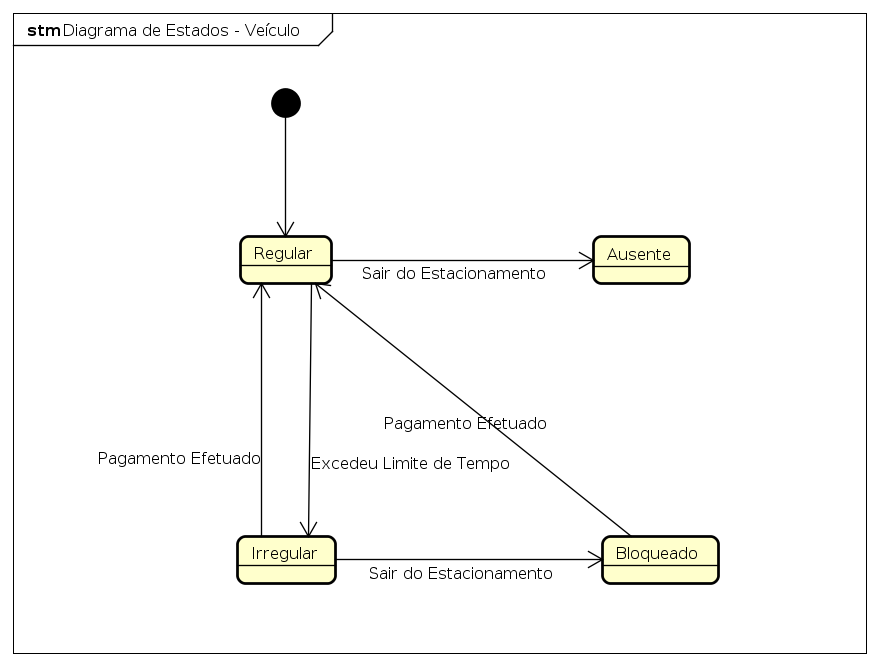 stm Diagrama de Estados - Veículo
Regular
Ausente
Sair do Estacionamento
Pagamento Efetuado
Pagamento Efetuado
Excedeu Limite de Tempo
Irregular
Bloqueado
Sair do Estacionamento